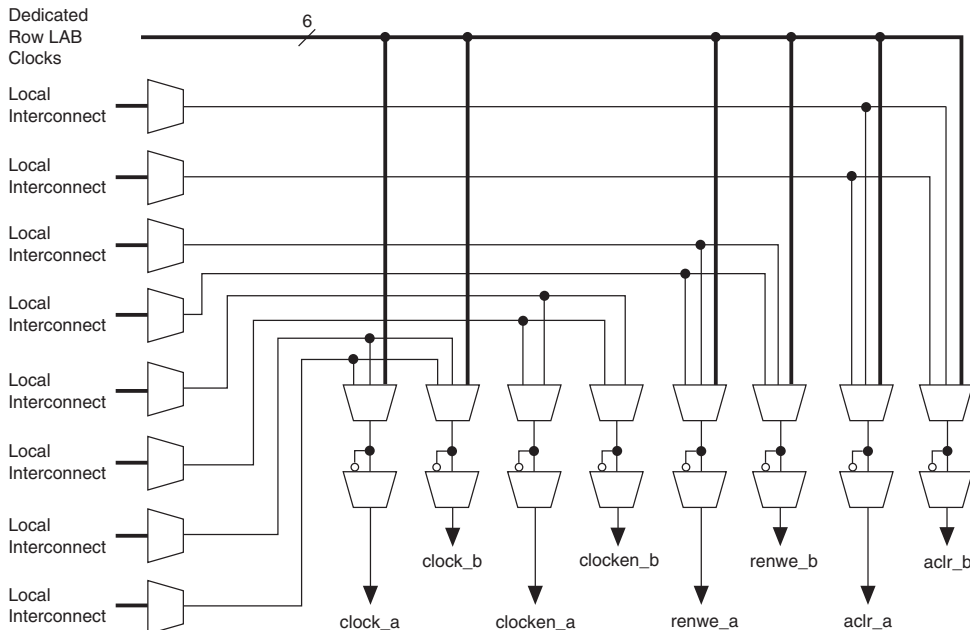 Dedicated
Row LAB
Clocks
6
Local
Interconnect
Local
Interconnect
Local
Interconnect
Local
Interconnect
Local
Interconnect
Local
Interconnect
Local
Interconnect
Local
Interconnect
clock_b
clocken_b
renwe_b
aclr_b
clock_a
clocken_a
renwe_a
aclr_a